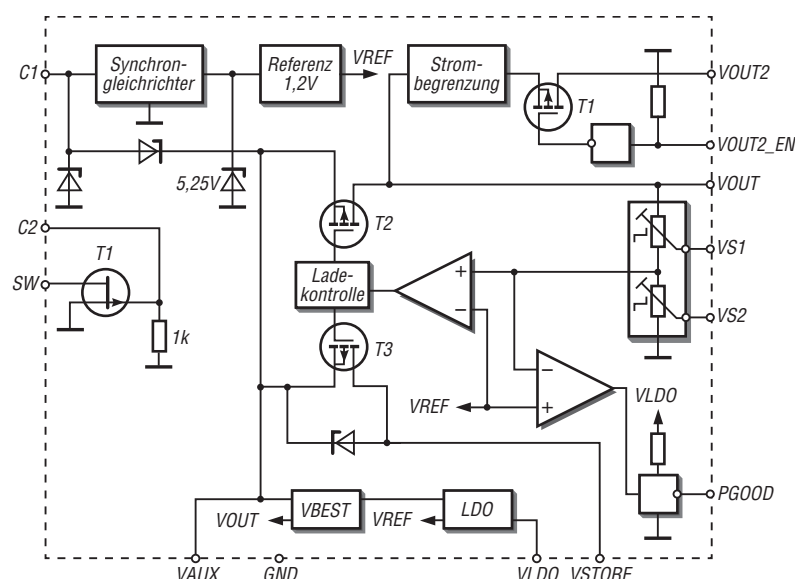 C1
Synchron-
gleichrichter
Referenz
1,2V
VREF
Strom-
begrenzung
T1
VOUT2
VOUT2_EN
5,25V
VOUT
C2
T2
T1
SW
1k
Lade-
kontrolle
+
−
VS1
VS2
T3
−
+
VREF
VLDO
PGOOD
VOUT
VBEST
VREF
LDO
VAUX
GND
VLDO
VSTORE